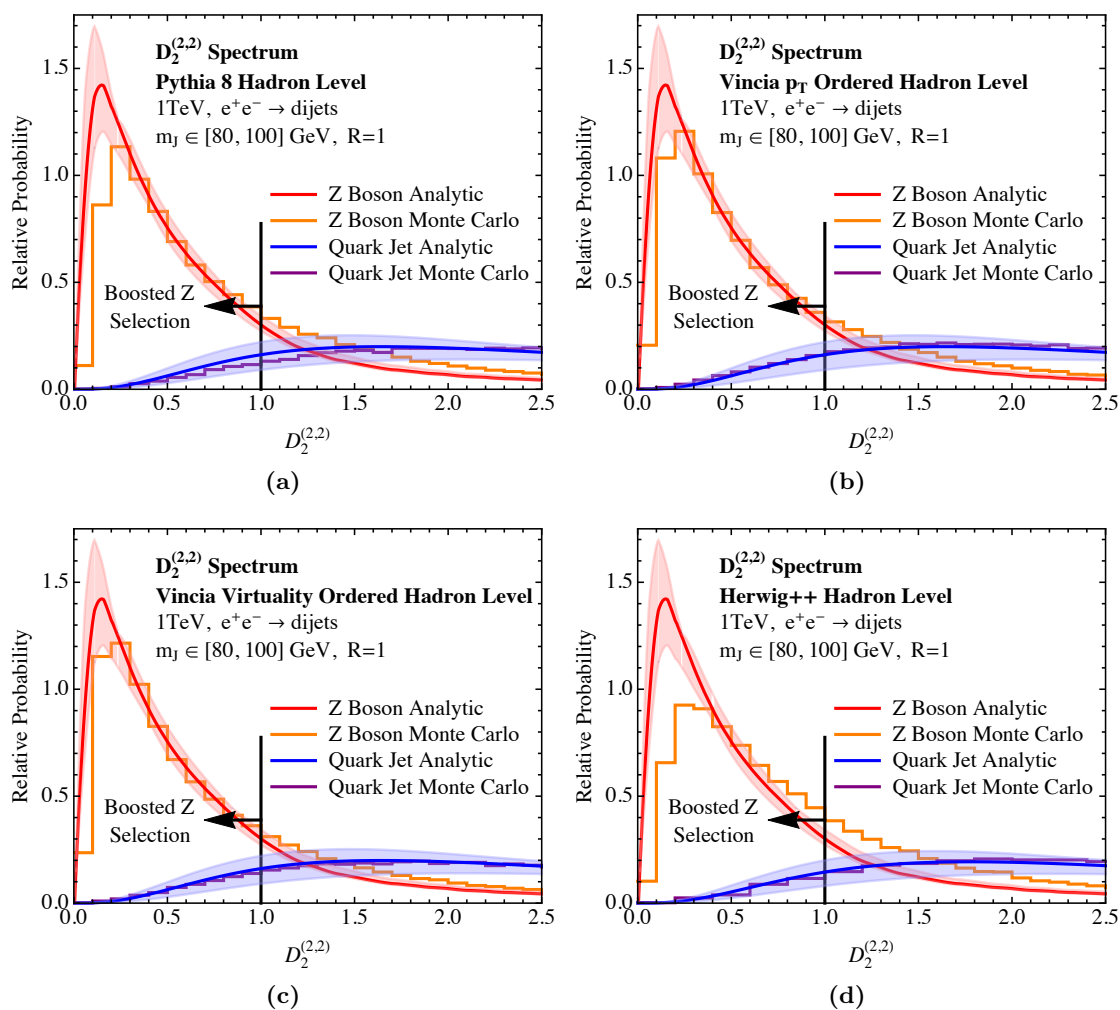 D₂^(2,2) Spectrum
Pythia 8 Hadron Level
1TeV, e⁺e⁻ → dijets
m_J ∈ [80, 100] GeV, R=1
Z Boson Analytic
Z Boson Monte Carlo
Quark Jet Analytic
Quark Jet Monte Carlo
Boosted Z
Selection
Relative Probability
0.0
0.5
1.0
1.5
0.0 0.5 1.0 1.5 2.0 2.5
D₂^(2,2)
(a)
D₂^(2,2) Spectrum
Vincia p_T Ordered Hadron Level
1TeV, e⁺e⁻ → dijets
m_J ∈ [80, 100] GeV, R=1
Z Boson Analytic
Z Boson Monte Carlo
Quark Jet Analytic
Quark Jet Monte Carlo
Boosted Z
Selection
Relative Probability
0.0
0.5
1.0
1.5
0.0 0.5 1.0 1.5 2.0 2.5
D₂^(2,2)
(b)
D₂^(2,2) Spectrum
Vincia Virtuality Ordered Hadron Level
1TeV, e⁺e⁻ → dijets
m_J ∈ [80, 100] GeV, R=1
Z Boson Analytic
Z Boson Monte Carlo
Quark Jet Analytic
Quark Jet Monte Carlo
Boosted Z
Selection
Relative Probability
0.0
0.5
1.0
1.5
0.0 0.5 1.0 1.5 2.0 2.5
D₂^(2,2)
(c)
D₂^(2,2) Spectrum
Herwig++ Hadron Level
1TeV, e⁺e⁻ → dijets
m_J ∈ [80, 100] GeV, R=1
Z Boson Analytic
Z Boson Monte Carlo
Quark Jet Analytic
Quark Jet Monte Carlo
Boosted Z
Selection
Relative Probability
0.0
0.5
1.0
1.5
0.0 0.5 1.0 1.5 2.0 2.5
D₂^(2,2)
(d)